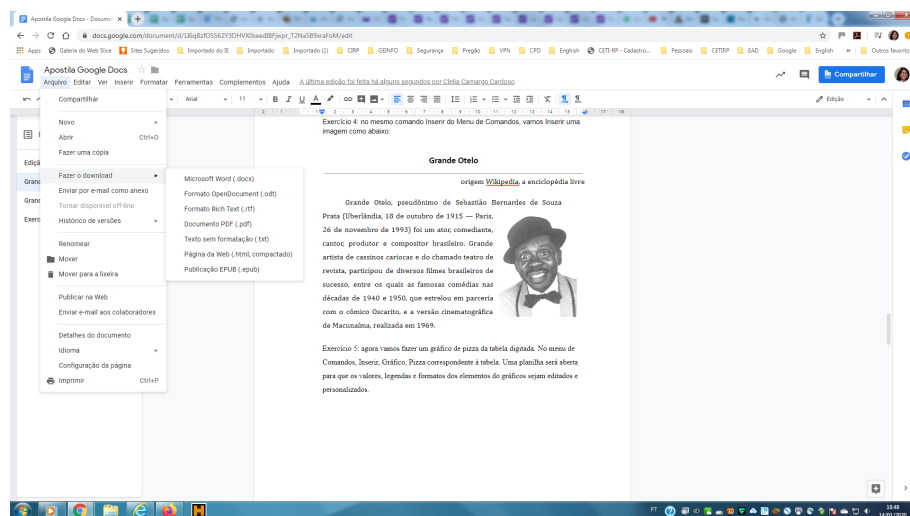 Apostila Google Docs - Docume
docs.google.com/document/d/
/edit
Apps Galeria do Web Slice Sites Sugeridos Importado do IE Importado Importado (1) CIRP GEINFO Segurança Pregão VPN CPD English CETI-RP - Cadastro... Pessoais CETIRP EAD Google English » Outros favorito
Apostila Google Docs
Arquivo Editar Ver Inserir Formatar Ferramentas Complementos Ajuda A última edição foi feita há alguns segundos por Clelia Camargo Cardoso
Compartilhar
Arial 11 B I U A Edição
Compartilhar
Novo
Abrir Ctrl+O
Fazer uma cópia
Fazer o download
Enviar por e-mail como anexo
Tornar disponível off-line
Histórico de versões
Renomear
Mover
Mover para a lixeira
Publicar na Web
Enviar e-mail aos colaboradores
Detalhes do documento
Idioma
Configuração da página
Imprimir Ctrl+P
Microsoft Word (.docx)
Formato OpenDocument (.odt)
Formato Rich Text (.rtf)
Documento PDF (.pdf)
Texto sem formatação (.txt)
Página da Web (.html, compactado)
Publicação EPUB (.epub)
Ediçã
Gran
Gran
Exerc
Exercício 4: no mesmo comando Inserir do Menu de Comandos, vamos Inserir uma
imagem como abaixo:
Grande Otelo
origem Wikipedia, a enciclopédia livre
Grande Otelo, pseudônimo de Sebastião Bernardes de Souza
Prata (Uberlândia, 18 de outubro de 1915 — Paris,
26 de novembro de 1993) foi um ator, comediante,
cantor, produtor e compositor brasileiro. Grande
artista de cassinos cariocas e do chamado teatro de
revista, participou de diversos filmes brasileiros de
sucesso, entre os quais as famosas comédias nas
décadas de 1940 e 1950, que estrelou em parceria
com o cômico Oscarito, e a versão cinematográfica
de Macunaíma, realizada em 1969.
Exercício 5: agora vamos fazer um gráfico de pizza da tabela digitada. No menu de
Comandos, Inserir, Gráfico, Pizza correspondente à tabela. Uma planilha será aberta
para que os valores, legendas e formatos dos elementos do gráficos sejam editados e
personalizados.
PT
18:48
14/01/2020